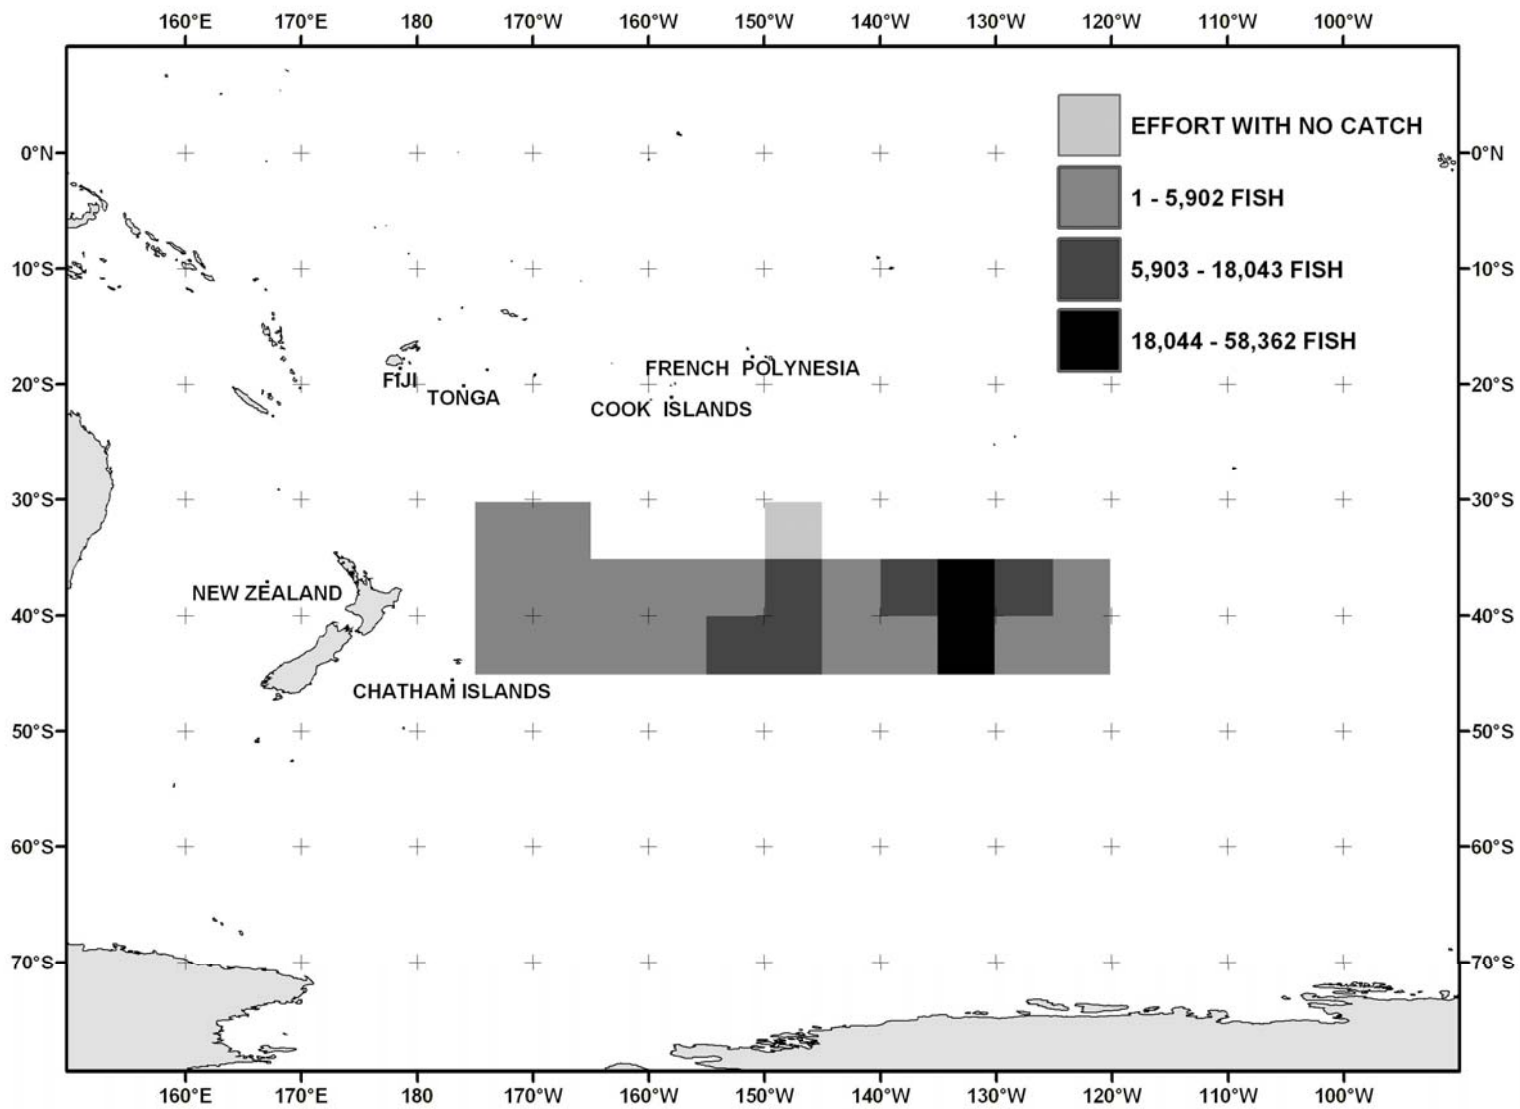 160°E 170°E 180 170°W 160°W 150°W 140°W 130°W 120°W 110°W 100°W
EFFORT WITH NO CATCH
0°N 0°N
1 - 5,902 FISH
10°S 5,903 - 18,043 FISH 10°S
18,044 - 58,362 FISH
FRENCH POLYNESIA
FIJI
20°S 20°S
TONGA
COOK ISLANDS
30°S 30°S
NEW ZEALAND
40°S 40°S
CHATHAM ISLANDS
50°S 50°S
60°S 60°S
70°S 70°S
160°E 170°E 180 170°W 160°W 150°W 140°W 130°W 120°W 110°W 100°W